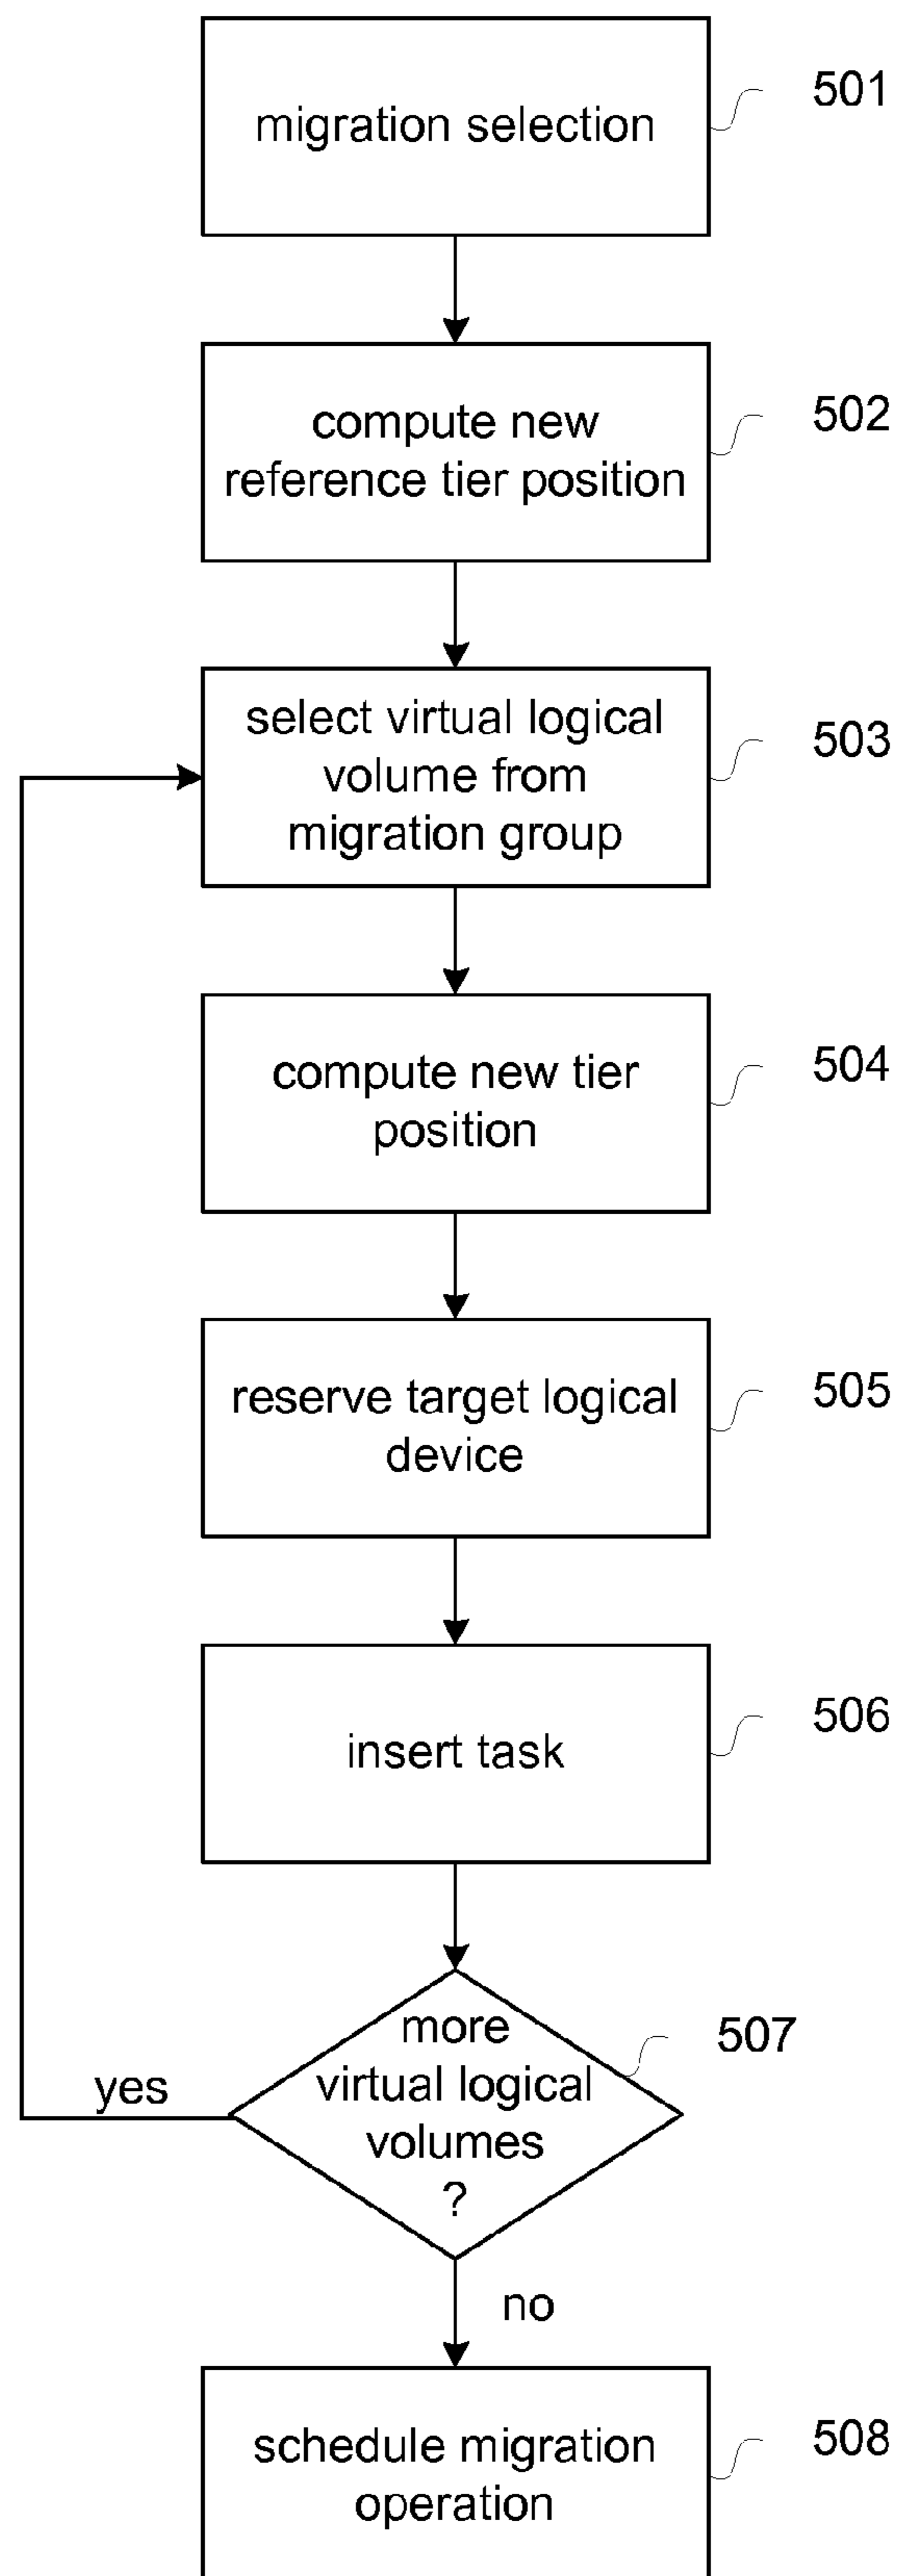 migration selection
501
compute new
reference tier position
502
select virtual logical
volume from
migration group
503
compute new tier
position
504
reserve target logical
device
505
insert task
506
more
virtual logical
volumes
?
507
yes
no
schedule migration
operation
508